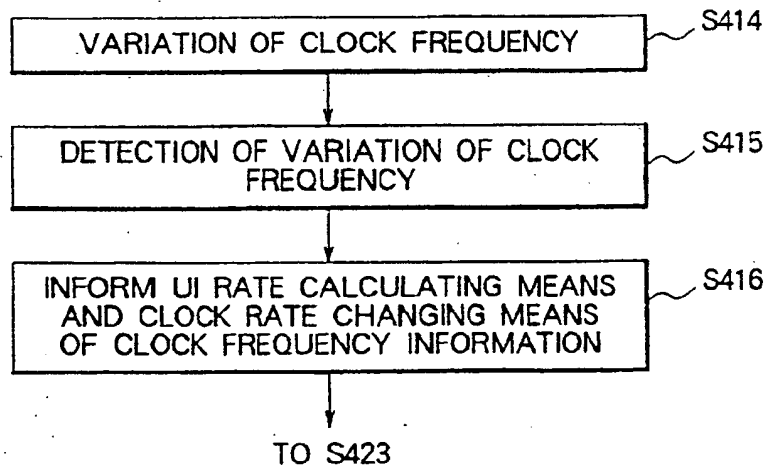 VARIATION OF CLOCK FREQUENCY
S414
DETECTION OF VARIATION OF CLOCK
FREQUENCY
S415
INFORM UI RATE CALCULATING MEANS
AND CLOCK RATE CHANGING MEANS
OF CLOCK FREQUENCY INFORMATION
S416
TO S423